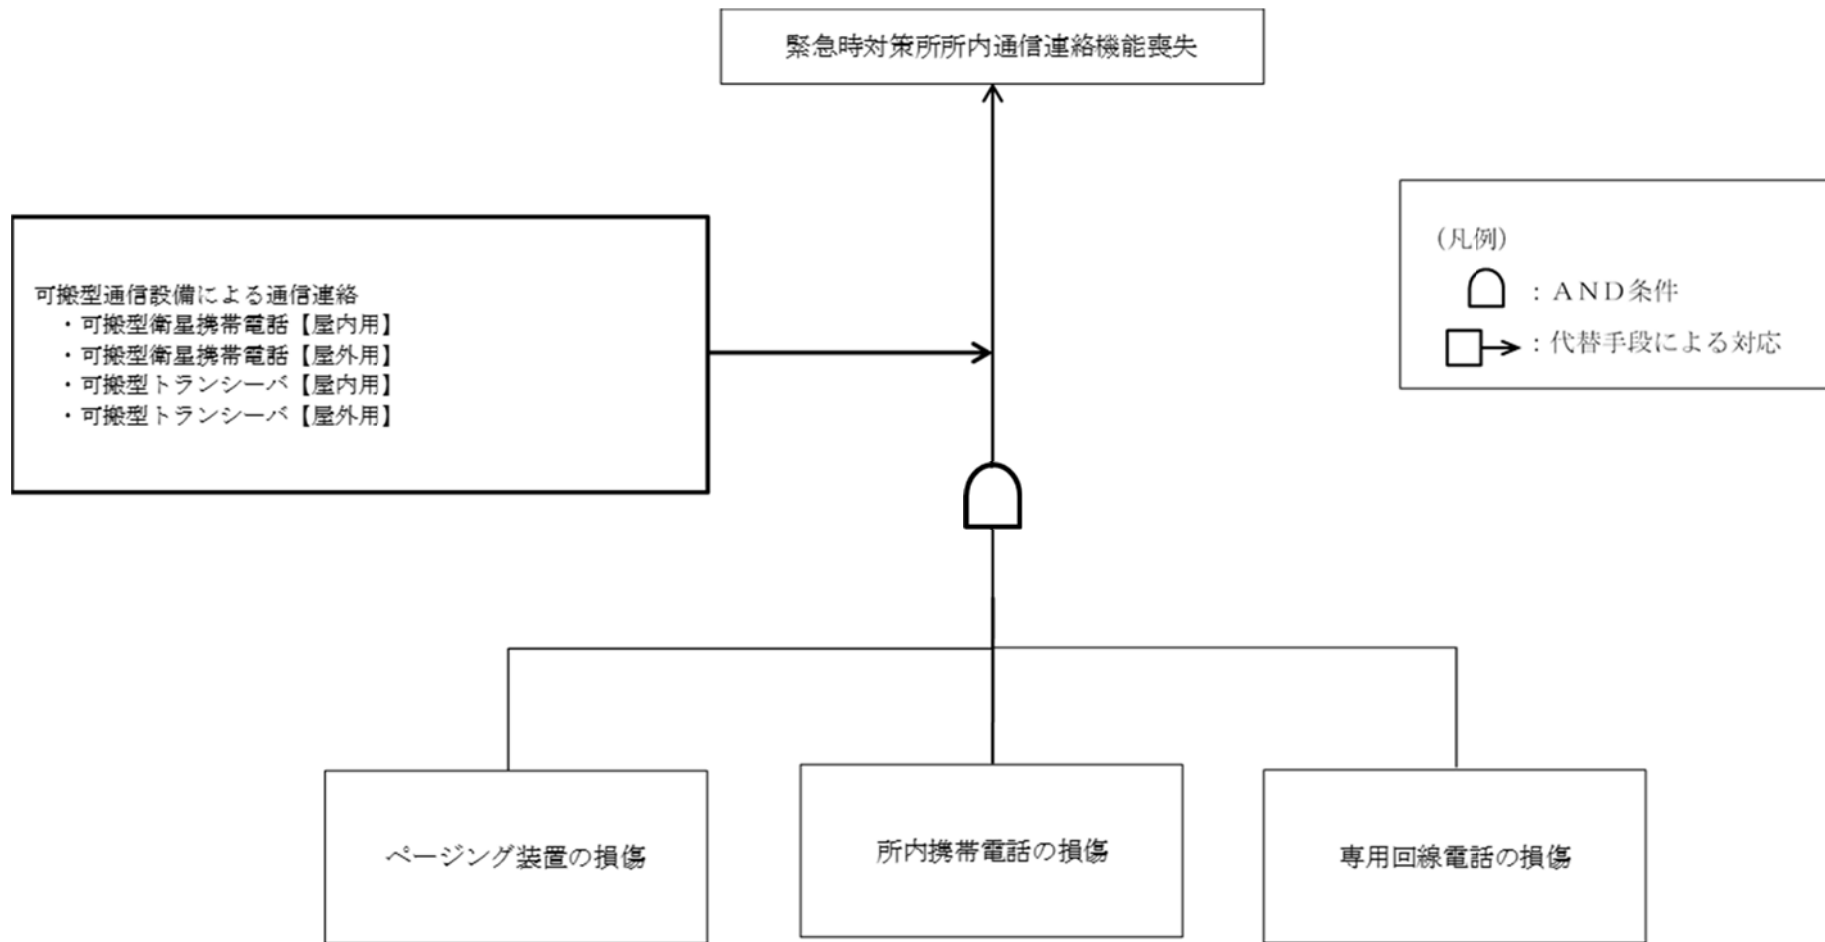 緊急時対策所所内通信連絡機能喪失
可搬型通信設備による通信連絡
・可搬型衛星携帯電話【屋内用】
・可搬型衛星携帯電話【屋外用】
・可搬型トランシーバ【屋内用】
・可搬型トランシーバ【屋外用】
(凡例)
：ＡＮＤ条件
：代替手段による対応
ページング装置の損傷
所内携帯電話の損傷
専用回線電話の損傷